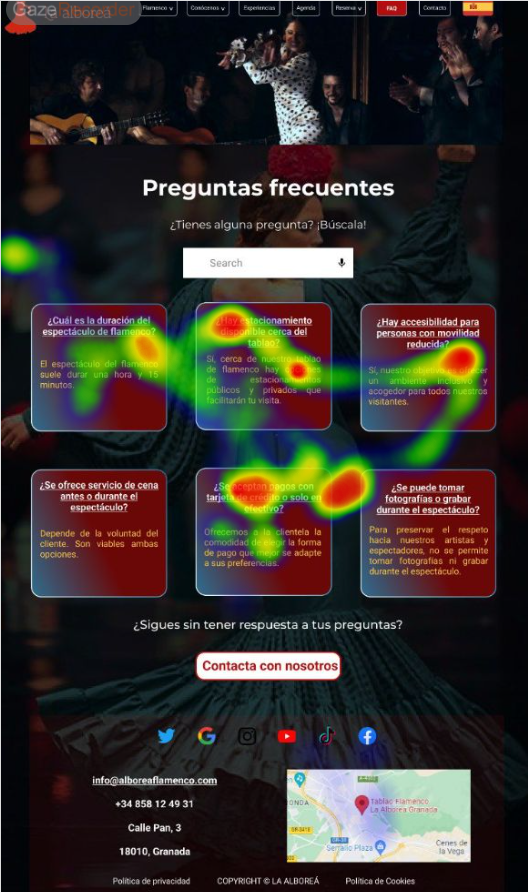 GazeRecorder
La alboreá
Flamenco
Conócenos
Experiencias
Agenda
Reserva
FAQ
Contacto
Preguntas frecuentes
¿Tienes alguna pregunta? ¡Búscala!
Search
¿Cuál es la duración del
espectáculo de flamenco?
El espectáculo del flamenco
suele durar una hora y 15
minutos.
¿Hay estacionamiento
disponible cerca del
tablao?
Sí, cerca de nuestro tablao
de flamenco hay
de estacionamientos
públicos y privados que
facilitarán tu visita.
¿Hay accesibilidad para
personas con movilidad
reducida?
Sí, nuestro objetivo es ofrecer
un ambiente inclusivo y
acogedor para todos nuestros
visitantes.
¿Se ofrece servicio de cena
antes o durante el
espectáculo?
Depende de la voluntad del
cliente. Son viables ambas
opciones.
¿Se aceptan pagos con
tarjeta de crédito o solo en
efectivo?
Ofrecemos a la clientela la
comodidad de elegir la forma
de pago que mejor se adapte
a sus preferencias.
¿Se puede tomar
fotografías o grabar
durante el espectáculo?
Para preservar el respeto
hacia nuestros artistas y
espectadores, no se permite
tomar fotografías ni grabar
durante el espectáculo.
¿Sigues sin tener respuesta a tus preguntas?
Contacta con nosotros
info@alboreaflamenco.com
+34 858 12 49 31
Calle Pan, 3
18010, Granada
A-4002
ONDA
Tablao Flamenco
La Alboreá Granada
GR-3418
Serrallo Plaza
Cenes de
la Vega
Política de privacidad
COPYRIGHT © LA ALBOREÁ
Política de Cookies